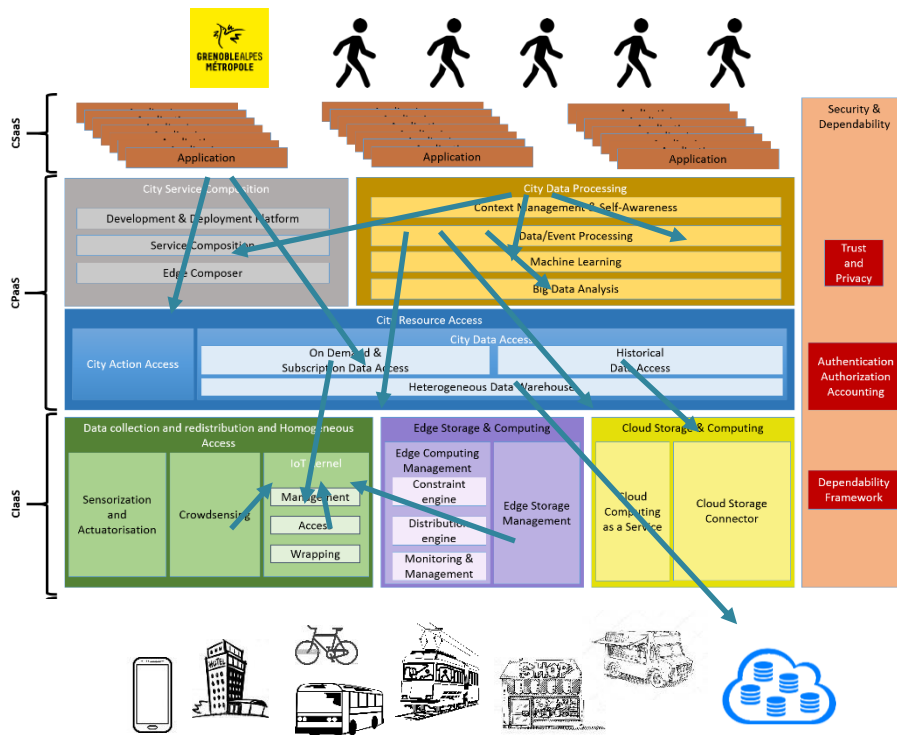 GRENOBLEALPES
MÉTROPOLE
CSaaS
Application
Application
Application
Security &
Dependability
CPaaS
City Service Composition
Development & Deployment Platform
Service Composition
Edge Composer
City Data Processing
Context Management & Self-Awareness
Data/Event Processing
Machine Learning
Big Data Analysis
Trust
and
Privacy
City Resource Access
City Action Access
City Data Access
On Demand &
Subscription Data Access
Historical
Data Access
Heterogeneous Data Warehouse
Authentication
Authorization
Accounting
CIaaS
Data collection and redistribution and Homogeneous
Access
Sensorization
and
Actuatorisation
Crowdsensing
IoT Kernel
Management
Access
Wrapping
Edge Storage & Computing
Edge Computing
Management
Constraint
engine
Distribution
engine
Monitoring &
Management
Edge Storage
Management
Cloud Storage & Computing
Cloud
Computing
as a Service
Cloud Storage
Connector
Dependability
Framework
HOTEL
SHOP